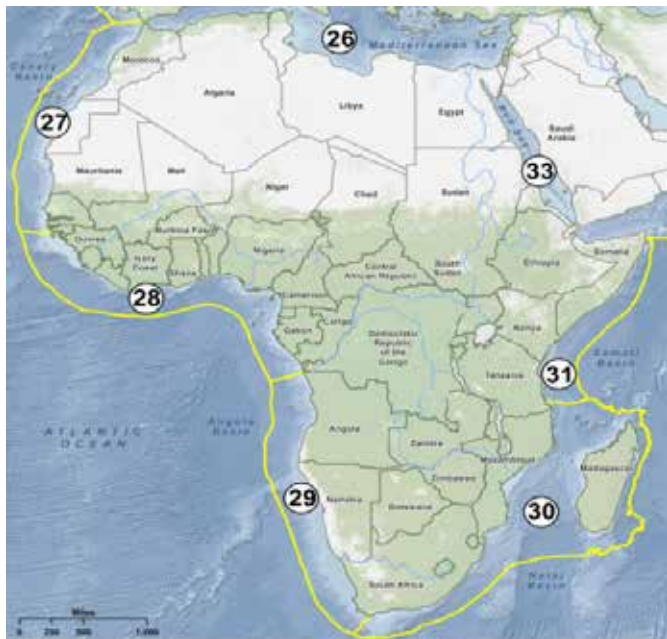 26
Mediterranean Sea
Canary
Basin
Morocco
27
Algeria
Libya
Egypt
Red Sea
Saudi
Arabia
33
Mauritania
Mali
Niger
Chad
Sudan
Guinea
Burkina Faso
Ivory
Coast
Ghana
Nigeria
28
Cameroon
Central
African Republic
South
Sudan
Ethiopia
Somalia
Gabon
Congo
Democratic
Republic
of the
Congo
Kenya
Somali
Basin
31
Tanzania
ATLANTIC
OCEAN
Angola
Basin
Angola
Zambia
Mozambique
Madagascar
Zimbabwe
29
Namibia
Botswana
30
South Africa
Natal
Basin
Miles
0 250 500 1,000